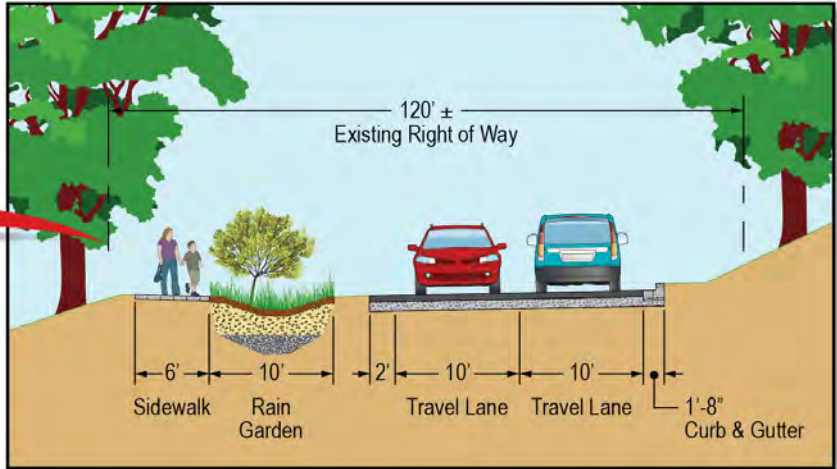 120' ±
Existing Right of Way
6'
10'
2'
10'
10'
Sidewalk
Rain
Garden
Travel Lane
Travel Lane
1'-8"
Curb & Gutter